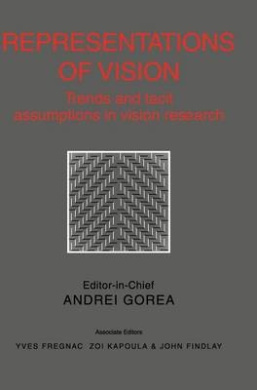 REPRESENTATIONS
OF VISION
Trends and tacit
assumptions in vision research
Editor-in-Chief
ANDREI GOREA
Associate Editors
YVES FREGNAC ZOI KAPOULA & JOHN FINDLAY